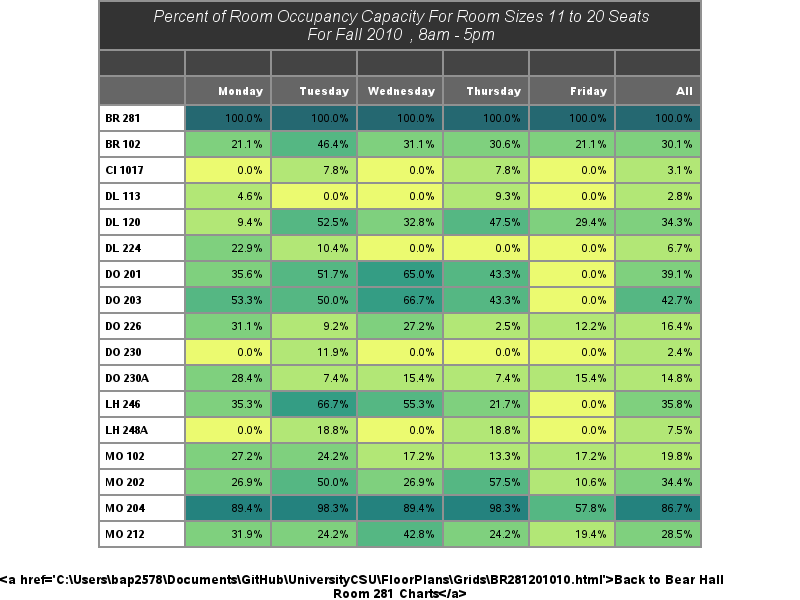 Percent of Room Occupancy Capacity For Room Sizes 11 to 20 Seats
For Fall 2010 , 8am - 5pm
Monday Tuesday Wednesday Thursday Friday All
BR 281 100.0% 100.0% 100.0% 100.0% 100.0% 100.0%
BR 102 21.1% 46.4% 31.1% 30.6% 21.1% 30.1%
CI 1017 0.0% 7.8% 0.0% 7.8% 0.0% 3.1%
DL 113 4.6% 0.0% 0.0% 9.3% 0.0% 2.8%
DL 120 9.4% 52.5% 32.8% 47.5% 29.4% 34.3%
DL 224 22.9% 10.4% 0.0% 0.0% 0.0% 6.7%
DO 201 35.6% 51.7% 65.0% 43.3% 0.0% 39.1%
DO 203 53.3% 50.0% 66.7% 43.3% 0.0% 42.7%
DO 226 31.1% 9.2% 27.2% 2.5% 12.2% 16.4%
DO 230 0.0% 11.9% 0.0% 0.0% 0.0% 2.4%
DO 230A 28.4% 7.4% 15.4% 7.4% 15.4% 14.8%
LH 246 35.3% 66.7% 55.3% 21.7% 0.0% 35.8%
LH 248A 0.0% 18.8% 0.0% 18.8% 0.0% 7.5%
MO 102 27.2% 24.2% 17.2% 13.3% 17.2% 19.8%
MO 202 26.9% 50.0% 26.9% 57.5% 10.6% 34.4%
MO 204 89.4% 98.3% 89.4% 98.3% 57.8% 86.7%
MO 212 31.9% 24.2% 42.8% 24.2% 19.4% 28.5%
<a href='C:\Users\bap2578\Documents\GitHub\UniversityCSU\FloorPlans\Grids\BR281201010.html'>Back to Bear Hall
Room 281 Charts</a>